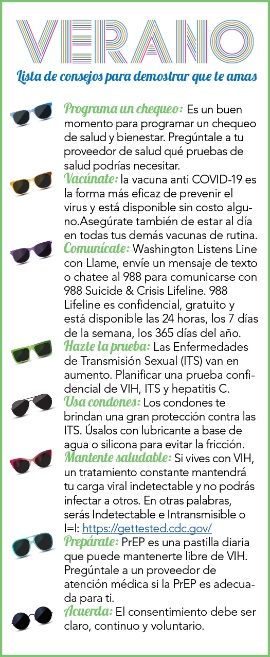 VERANO
Lista de consejos para demostrar que te amas
Programa un chequeo: Es un buen
momento para programar un chequeo
de salud y bienestar. Pregúntale a tu
proveedor de salud qué pruebas de
salud podrías necesitar.
Vacúnate: la vacuna anti COVID-19 es
la forma más eficaz de prevenir el
virus y está disponible sin costo algu-
no.Asegúrate también de estar al día
en todas tus demás vacunas de rutina.
Comunícate: Washington Listens Line
con Llame, envíe un mensaje de texto
o chatee al 988 para comunicarse con
988 Suicide & Crisis Lifeline. 988
Lifeline es confidencial, gratuito y
está disponible las 24 horas, los 7 días
de la semana, los 365 días del año.
Hazte la prueba: Las Enfermedades
de Transmisión Sexual (ITS) van en
aumento. Planificar una prueba confi-
dencial de VIH, ITS y hepatitis C.
Usa condones: Los condones te
brindan una gran protección contra las
ITS. Úsalos con lubricante a base de
agua o silicona para evitar la fricción.
Mantente saludable: Si vives con VIH,
un tratamiento constante mantendrá
tu carga viral indetectable y no podrás
infectar a otros. En otras palabras,
serás Indetectable e Intransmisible o
I=I: https://gettested.cdc.gov/
Prepárate: PrEP es una pastilla diaria
que puede mantenerte libre de VIH.
Pregúntale a un proveedor de
atención médica si la PrEP es adecua-
da para ti.
Acuerda: El consentimiento debe ser
claro, continuo y voluntario.